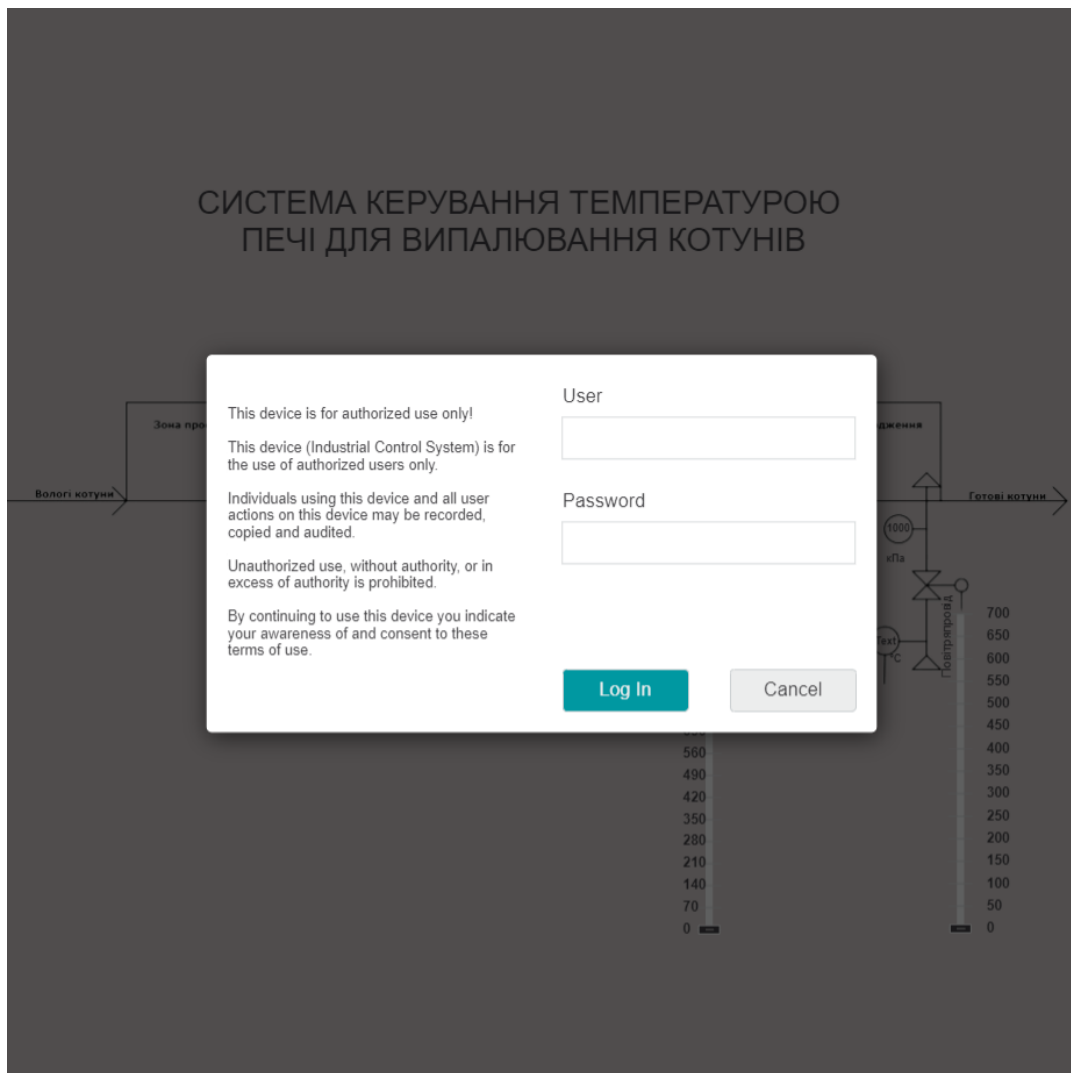 СИСТЕМА КЕРУВАННЯ ТЕМПЕРАТУРОЮ
ПЕЧІ ДЛЯ ВИПАЛЮВАННЯ КОТУНІВ
This device is for authorized use only!
This device (Industrial Control System) is for
the use of authorized users only.
Individuals using this device and all user
actions on this device may be recorded,
copied and audited.
Unauthorized use, without authority, or in
excess of authority is prohibited.
By continuing to use this device you indicate
your awareness of and consent to these
terms of use.
User
Password
Log In
Cancel
Зона
Вологі котуни
Готові котуни
1000
кПа
Text
°C
Повітряпровід
560
490
420
350
280
210
140
70
0
700
650
600
550
500
450
400
350
300
250
200
150
100
50
0